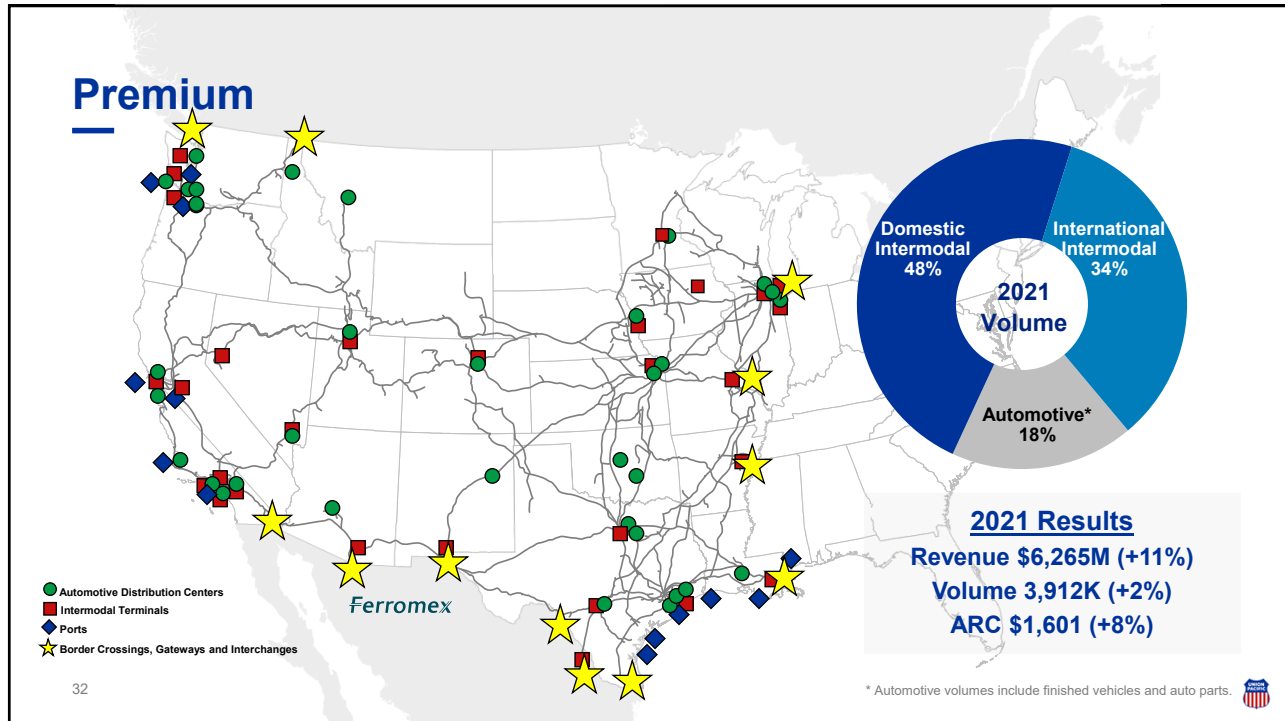 Premium
Domestic
Intermodal
48%
International
Intermodal
34%
2021
Volume
Automotive*
18%
2021 Results
Revenue $6,265M (+11%)
Volume 3,912K (+2%)
ARC $1,601 (+8%)
Automotive Distribution Centers
Intermodal Terminals
Ports
Border Crossings, Gateways and Interchanges
Ferromex
32
* Automotive volumes include finished vehicles and auto parts.
UNION
PACIFIC